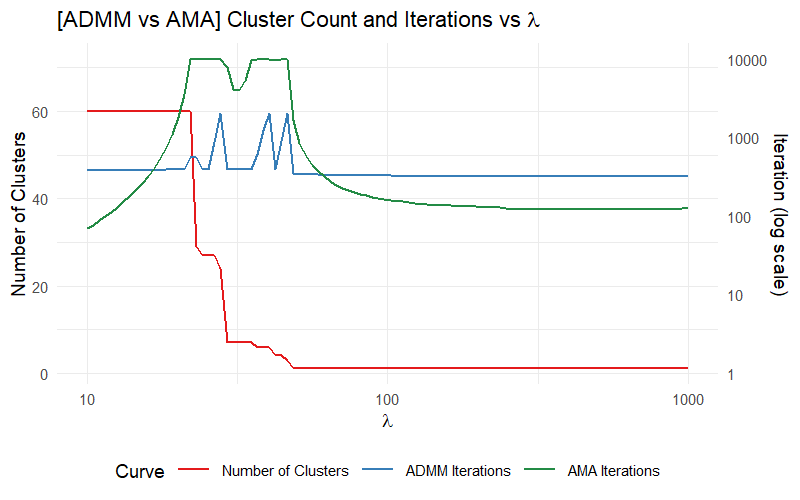 [ADMM vs AMA] Cluster Count and Iterations vs λ
Number of Clusters
60
40
20
0
10000
1000
100
10
1
Iteration (log scale)
10
100
1000
λ
Curve
Number of Clusters
ADMM Iterations
AMA Iterations